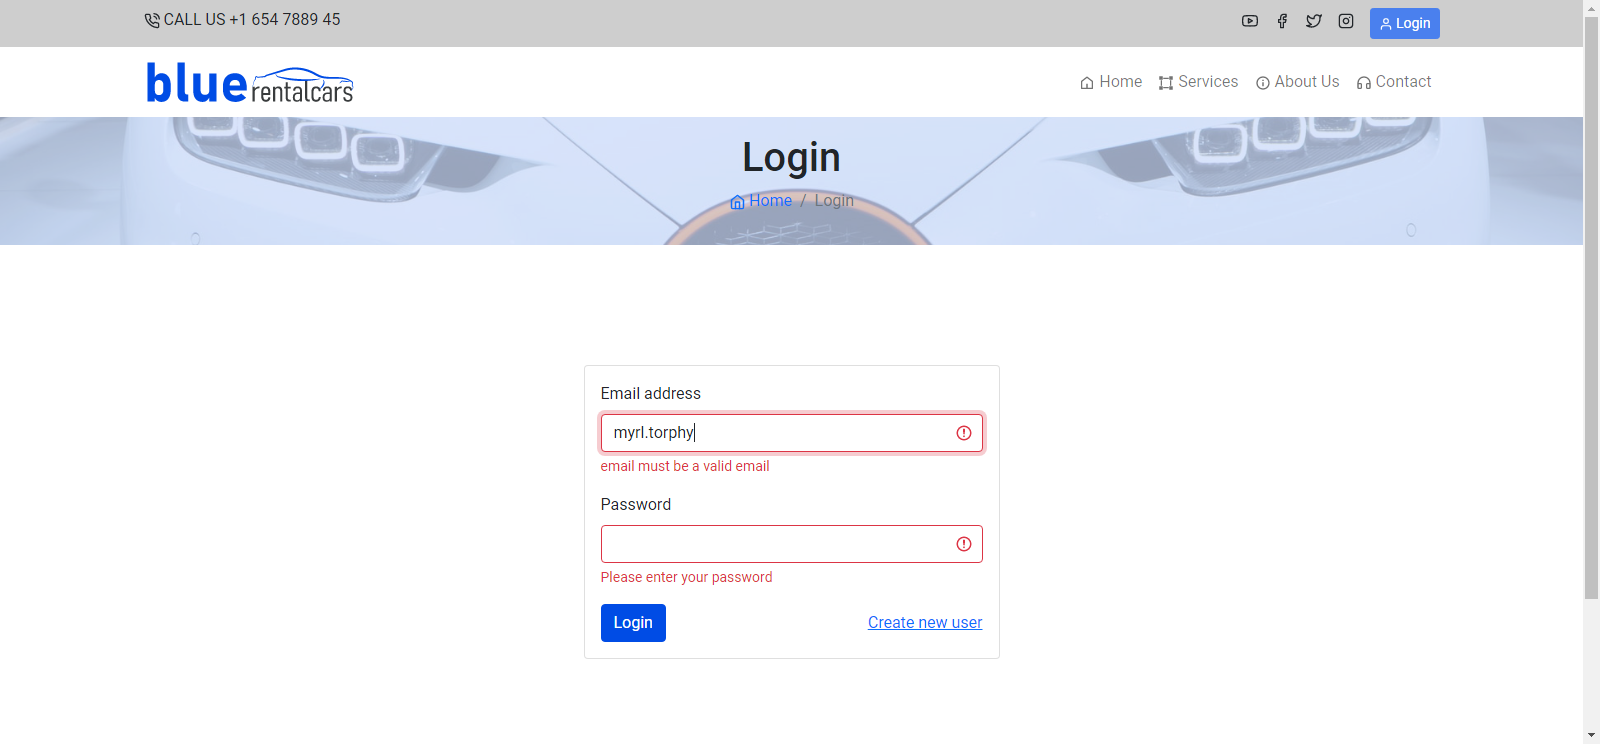 CALL US +1 654 7889 45
Login
blue rentalcars
Home
Services
About Us
Contact
Login
Home / Login
Email address
myrl.torphy
email must be a valid email
Password
Please enter your password
Login
Create new user